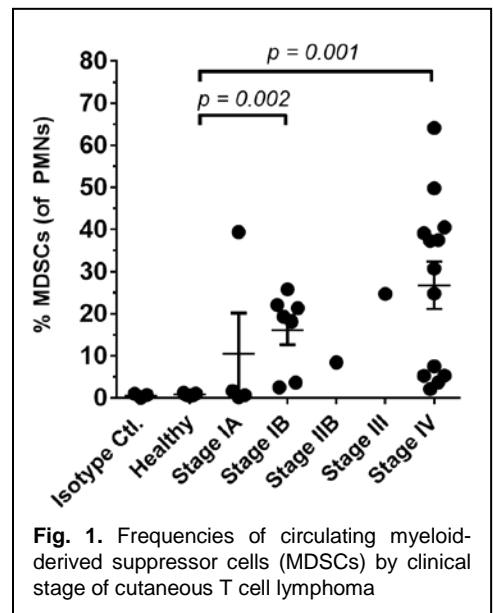 p = 0.001
p = 0.002
% MDSCs (of PMNs)
80
70
60
50
40
30
20
10
0
Isotype Ctl.
Healthy
Stage IA
Stage IB
Stage IIB
Stage III
Stage IV
Fig. 1. Frequencies of circulating myeloid-
derived suppressor cells (MDSCs) by clinical
stage of cutaneous T cell lymphoma